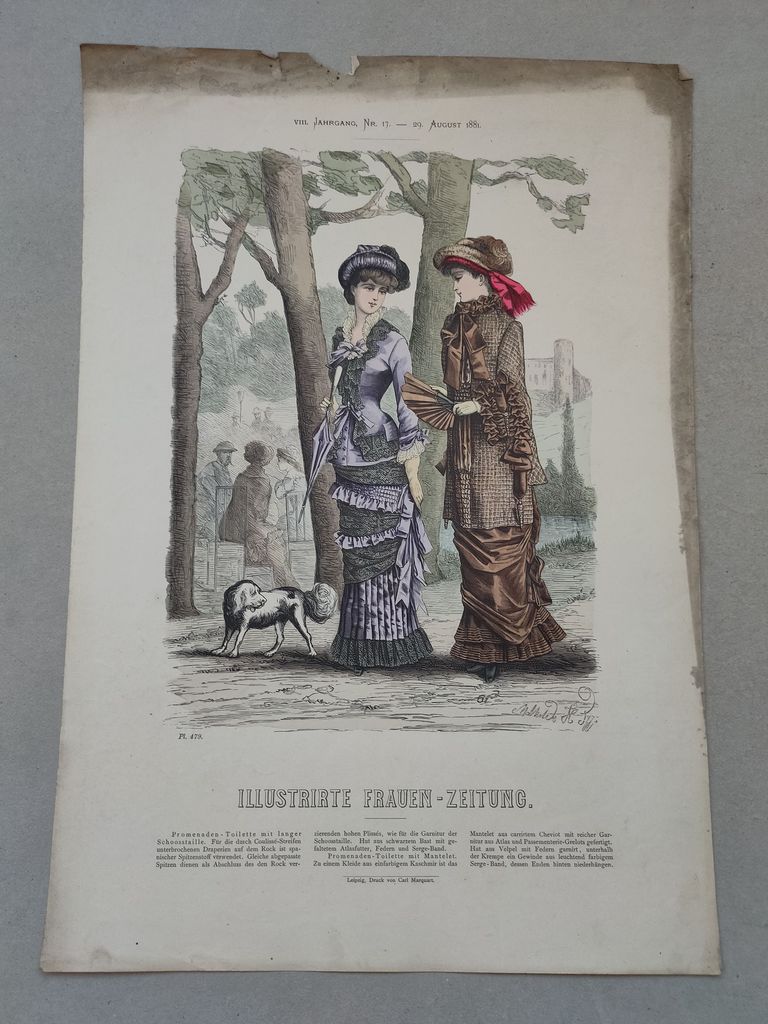 VIII. JAHRGANG, NR. 17. — 29. AUGUST 1881.
Pl. 479.
ILLUSTRIRTE FRAUEN-ZEITUNG.
Promenaden-Toilette mit langer
Schoosstaille. Für die durch Coulissé-Streifen
unterbrochenen Draperien auf dem Rock ist spa-
nischer Spitzenstoff verwendet. Gleiche abgepasste
Spitzen dienen als Abschluss des den Rock ver-
zierenden hohen Plissés, wie für die Garnitur der
Schoosstaille. Hut aus schwarzem Bast mit ge-
faltetem Atlasfutter, Federn und Serge-Band.
Promenaden-Toilette mit Mantelet.
Zu einem Kleide aus einfarbigem Kaschmir ist das
Mantelet aus carrirtem Cheviot mit reicher Gar-
nitur aus Atlas und Passementerie-Grelots gefertigt.
Hut aus Velpel mit Federn garnirt, unterhalb
der Krempe ein Gewinde aus leuchtend farbigem
Serge-Band, dessen Enden hinten niederhängen.
Leipzig, Druck von Carl Marquart.